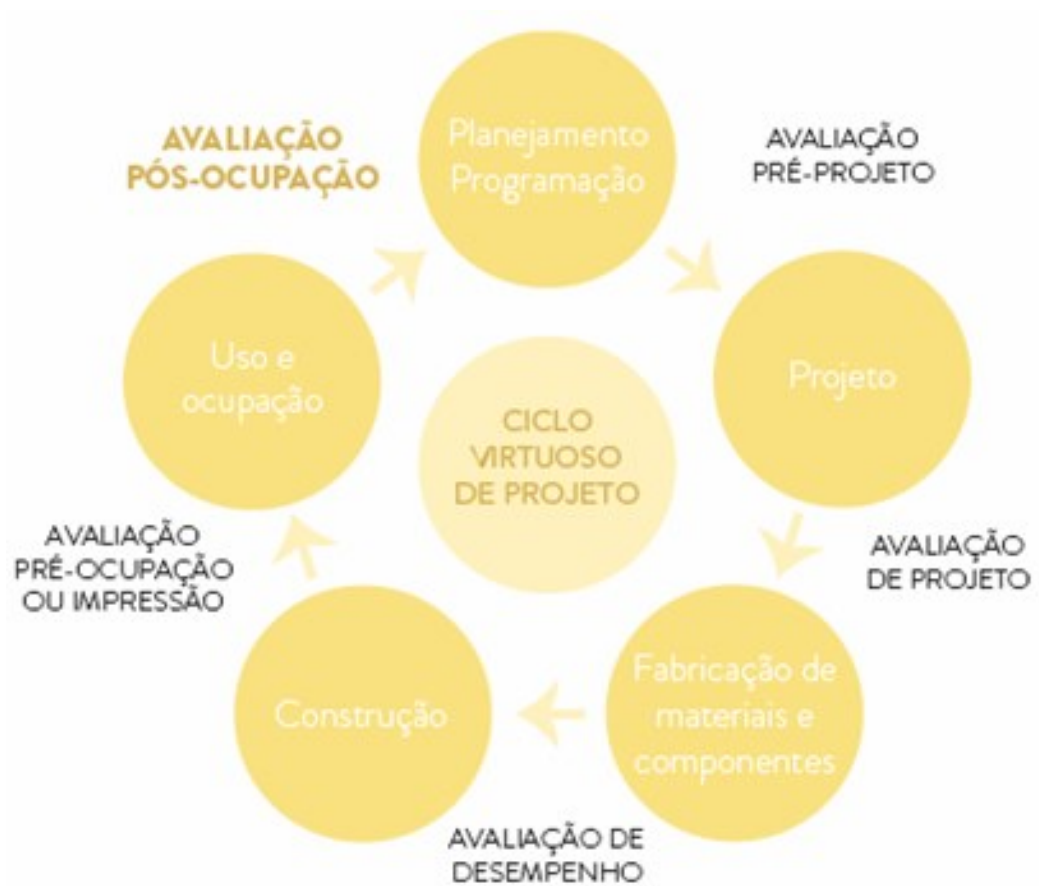 Planejamento
Programação
AVALIAÇÃO
PRÉ-PROJETO
Projeto
AVALIAÇÃO
DE PROJETO
Fabricação de
materiais e
componentes
AVALIAÇÃO DE
DESEMPENHO
Construção
AVALIAÇÃO
PRÉ-OCUPAÇÃO
OU IMPRESSÃO
Uso e
ocupação
AVALIAÇÃO
PÓS-OCUPAÇÃO
CICLO
VIRTUOSO
DE PROJETO